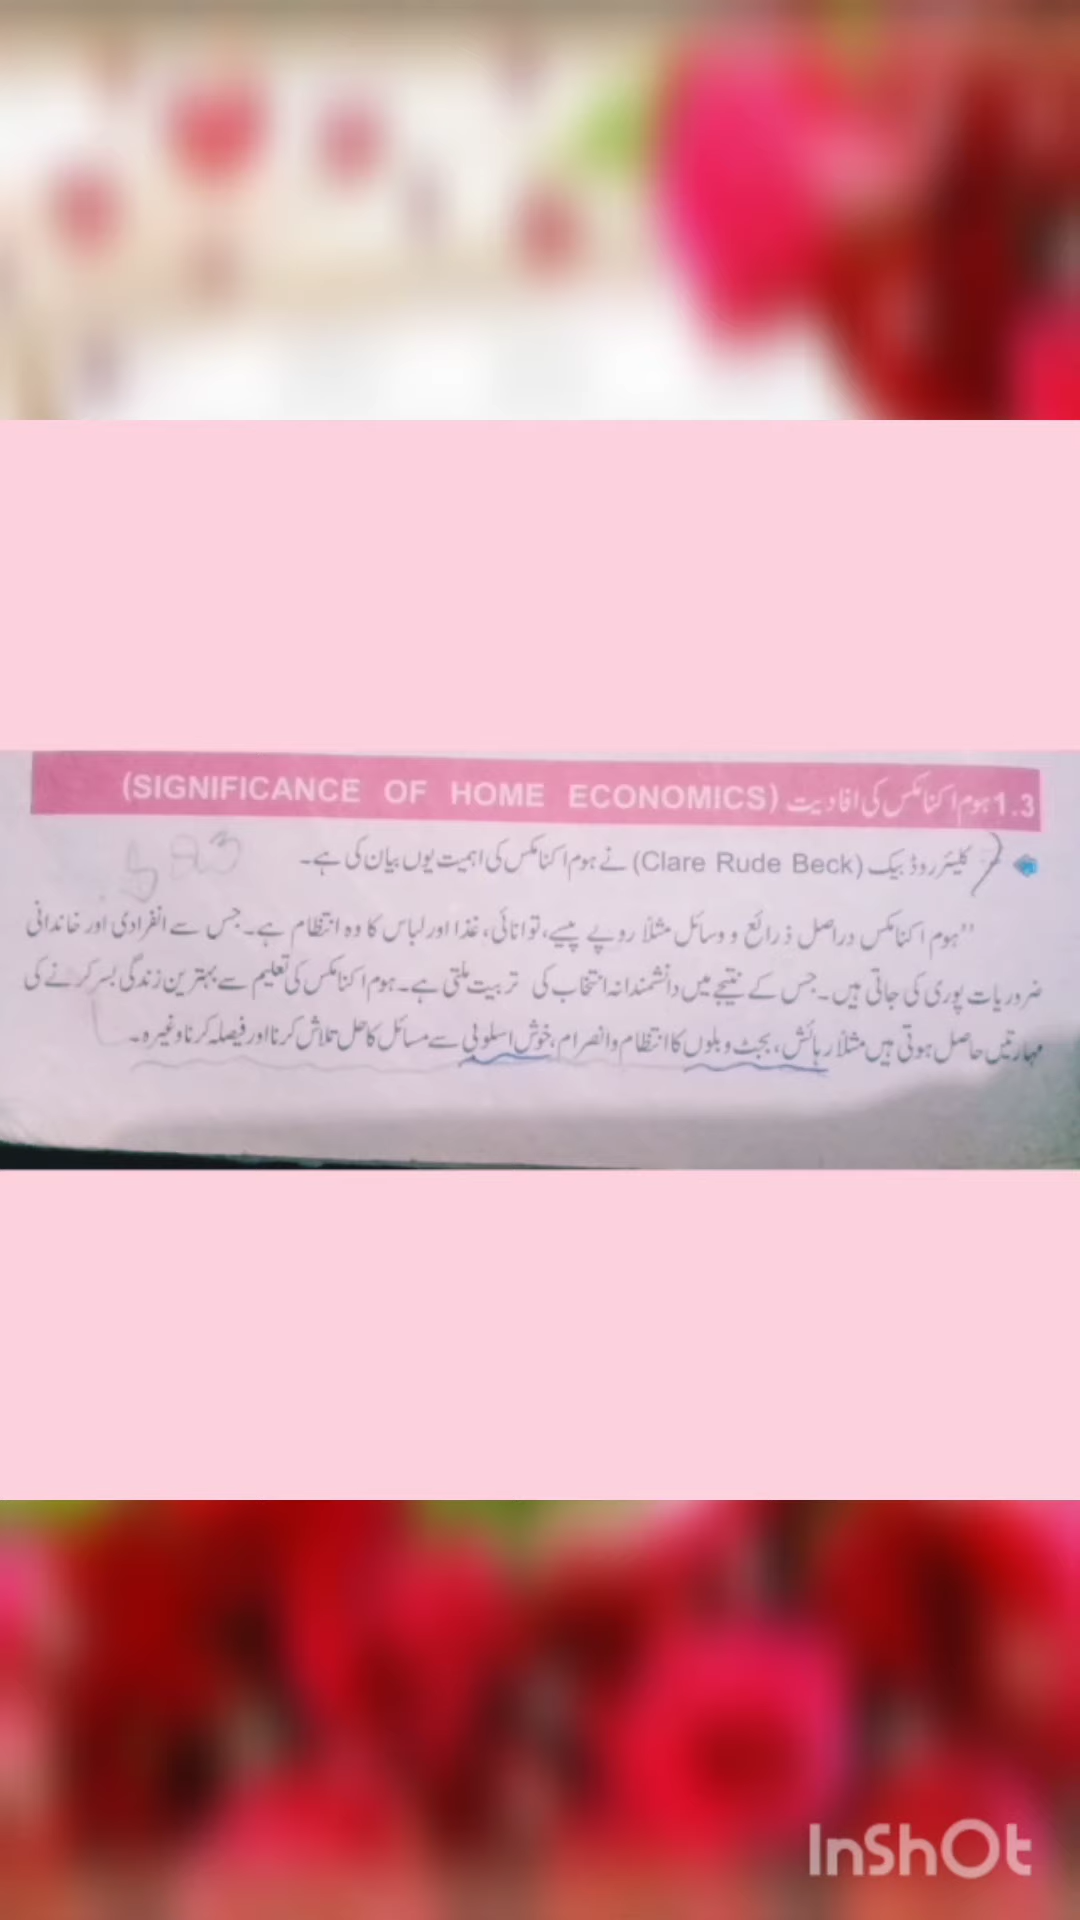 1.3 ہوم اکنامکس کی افادیت (SIGNIFICANCE OF HOME ECONOMICS)
کلیئر روڈ بیک (Clare Rude Beck) نے ہوم اکنامکس کی اہمیت یوں بیان کی ہے۔
"ہوم اکنامکس دراصل ذرائع و وسائل مثلاً روپے پیسے، توانائی، غذا اور لباس کا وہ انتظام ہے۔ جس سے انفرادی اور خاندانی
ضروریات پوری کی جاتی ہیں۔ جس کے نتیجے میں دانشمندانہ انتخاب کی تربیت ملتی ہے۔ ہوم اکنامکس کی تعلیم سے بہترین زندگی بسر کرنے کی
مہارتیں حاصل ہوتی ہیں مثلاً رہائش، بجٹ و بلوں کا انتظام و انصرام، خوش اسلوبی سے مسائل کا حل تلاش کرنا اور فیصلہ کرنا وغیرہ۔
InShOt